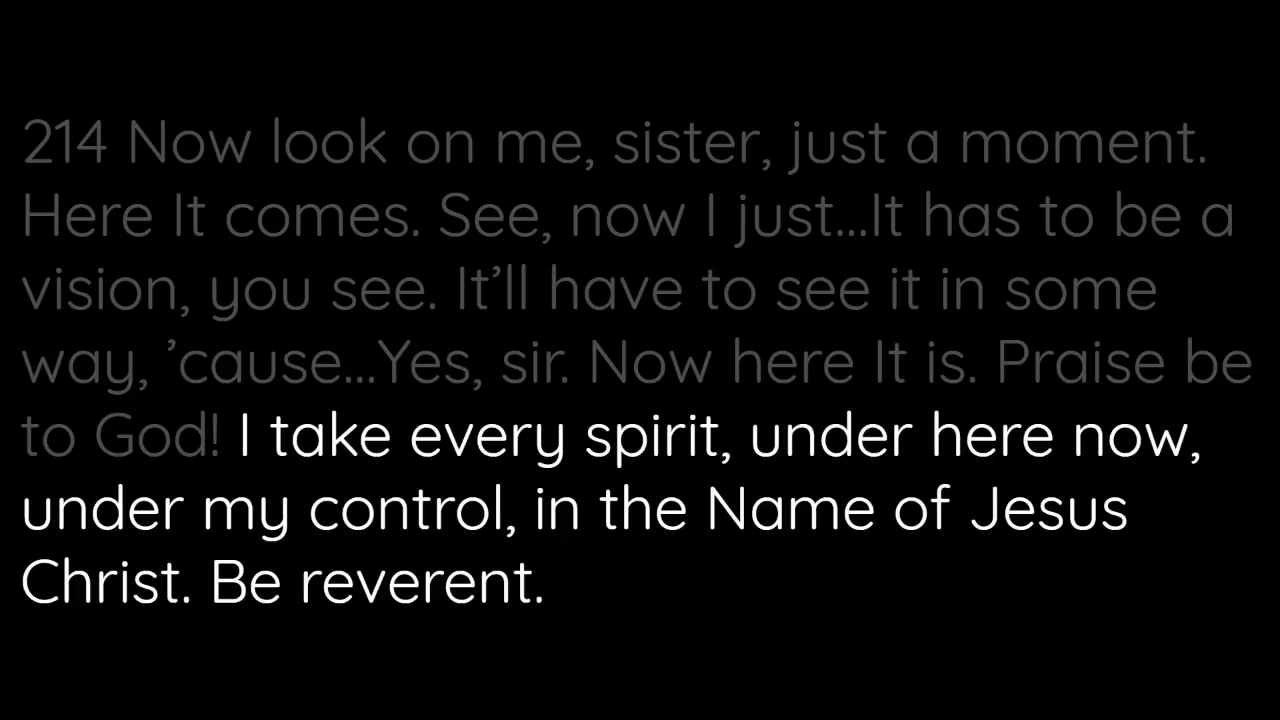 214 Now look on me, sister, just a moment.
Here It comes. See, now I just...It has to be a
vision, you see. It’ll have to see it in some
way, ’cause...Yes, sir. Now here It is. Praise be
to God! I take every spirit, under here now,
under my control, in the Name of Jesus
Christ. Be reverent.